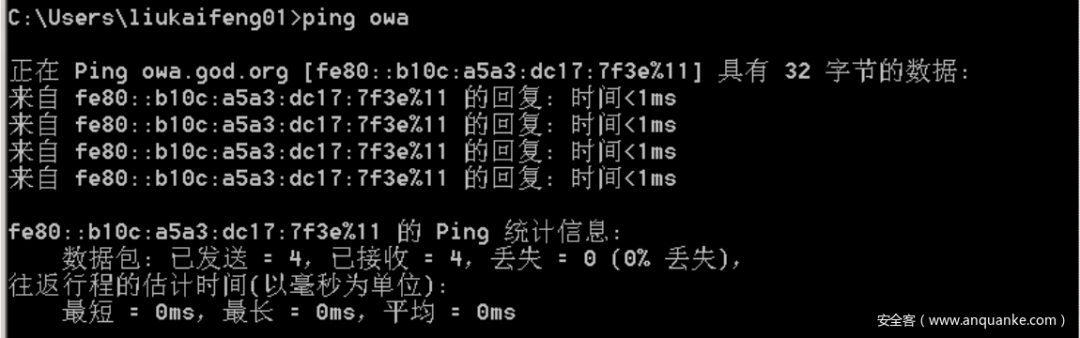 C:\Users\liukaifeng01>ping owa
正在 Ping owa.god.org [fe80::b10c:a5a3:dc17:7f3e%11] 具有 32 字节的数据:
来自 fe80::b10c:a5a3:dc17:7f3e%11 的回复: 时间<1ms
来自 fe80::b10c:a5a3:dc17:7f3e%11 的回复: 时间<1ms
来自 fe80::b10c:a5a3:dc17:7f3e%11 的回复: 时间<1ms
来自 fe80::b10c:a5a3:dc17:7f3e%11 的回复: 时间<1ms
fe80::b10c:a5a3:dc17:7f3e%11 的 Ping 统计信息:
数据包: 已发送 = 4，已接收 = 4，丢失 = 0 (0% 丢失)，
往返行程的估计时间(以毫秒为单位):
最短 = 0ms，最长 = 0ms，平均 = 0ms
安全客（www.anquanke.com）